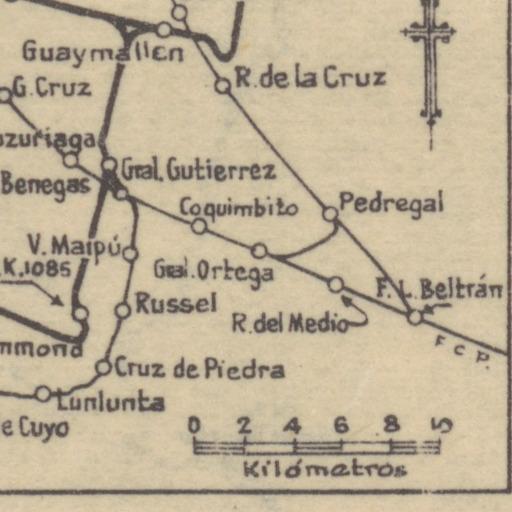 Guaymallen
R. de la Cruz
G. Cruz
uzuriaga
Gral. Gutierrez
Benegas
Coquimbito
Pedregal
V. Maipú
K. 1085
Gral. Ortega
F. L. Beltrán
Russel
R. del Medio
mmond
F C P.
Cruz de Piedra
Lunlunta
e Cuyo
0 2 4 6 8 10
Kilómetros